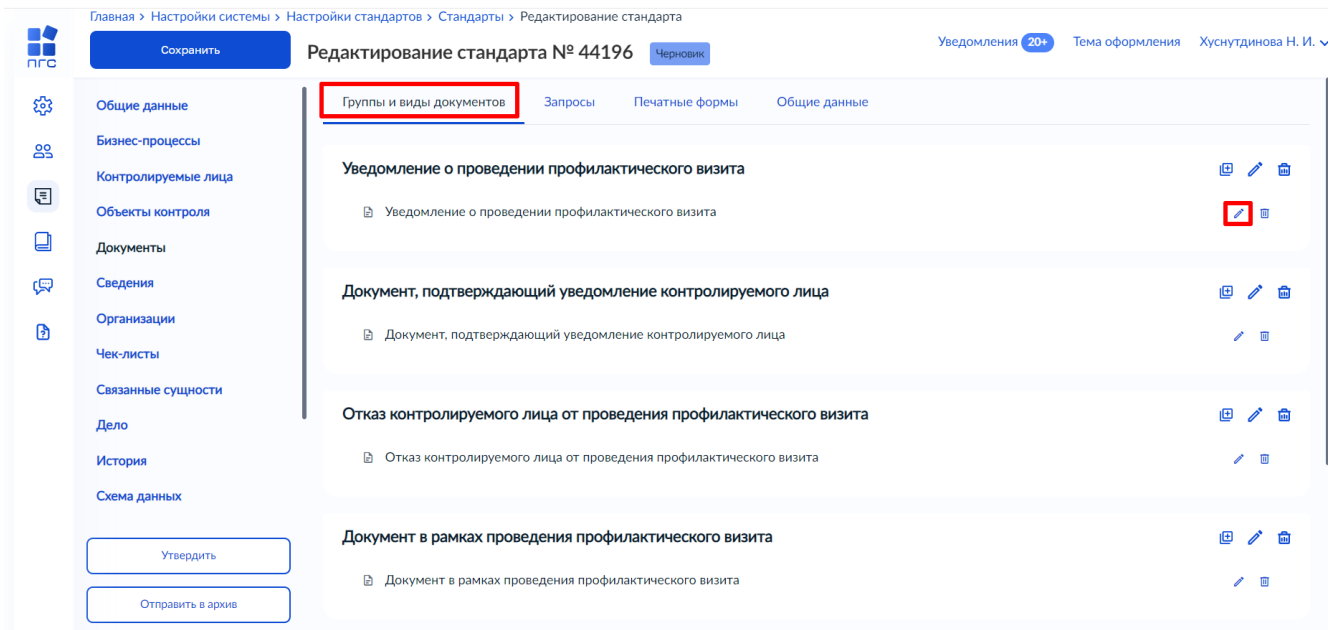 Главная > Настройки системы > Настройки стандартов > Стандарты > Редактирование стандарта
пгс
Сохранить
Редактирование стандарта № 44196
Черновик
Уведомления 20+ Тема оформления Хуснутдинова Н. И.
Общие данные
Бизнес-процессы
Контролируемые лица
Объекты контроля
Документы
Сведения
Организации
Чек-листы
Связанные сущности
Дело
История
Схема данных
Утвердить
Отправить в архив
Группы и виды документов Запросы Печатные формы Общие данные
Уведомление о проведении профилактического визита
Уведомление о проведении профилактического визита
Документ, подтверждающий уведомление контролируемого лица
Документ, подтверждающий уведомление контролируемого лица
Отказ контролируемого лица от проведения профилактического визита
Отказ контролируемого лица от проведения профилактического визита
Документ в рамках проведения профилактического визита
Документ в рамках проведения профилактического визита